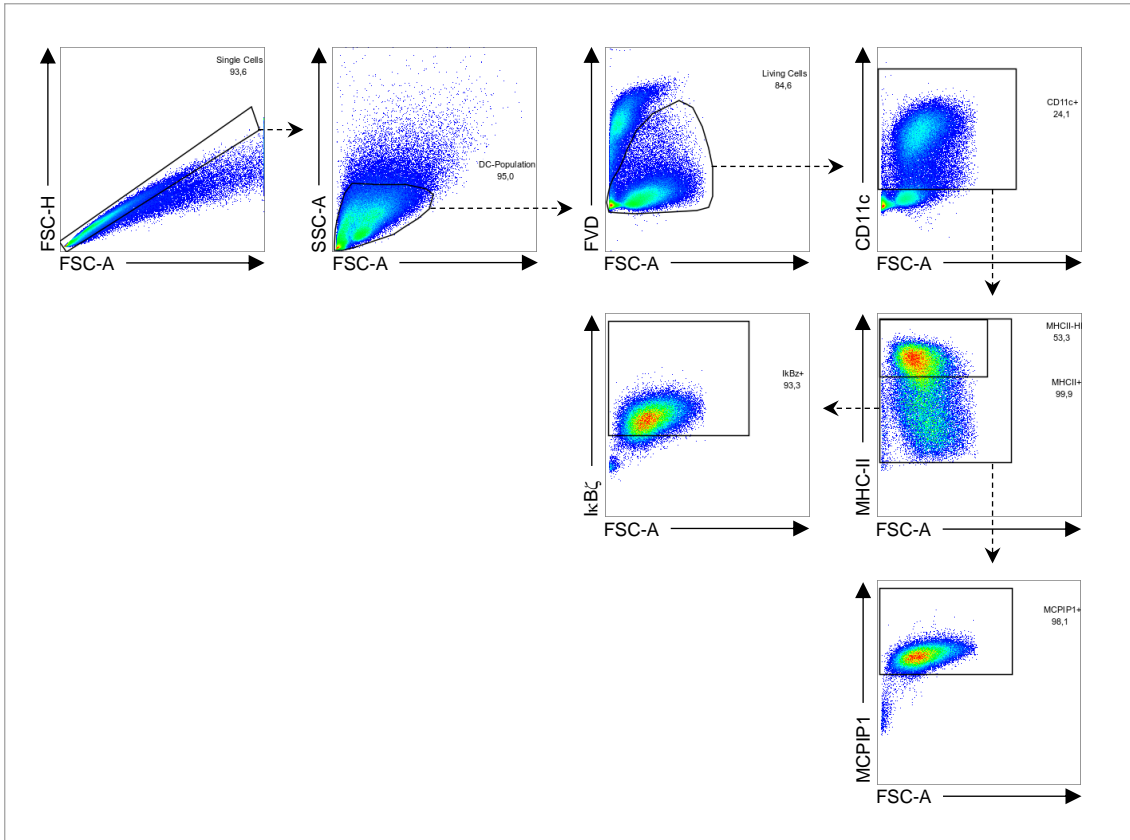 Single Cells
93,6
FSC-H
FSC-A
DC-Population
95,0
SSC-A
FSC-A
Living Cells
84,6
FVD
FSC-A
CD11c+
24,1
CD11c
FSC-A
IkBz+
93,3
IκBζ
FSC-A
MHCII-HI
53,3
MHCII+
99,9
MHC-II
FSC-A
MCPIP1+
98,1
MCPIP1
FSC-A